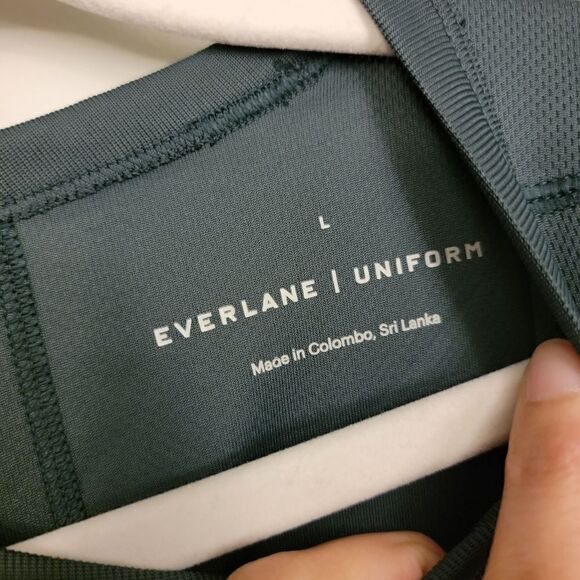 L
EVERLANE | UNIFORM
Made in Colombo, Sri Lanka